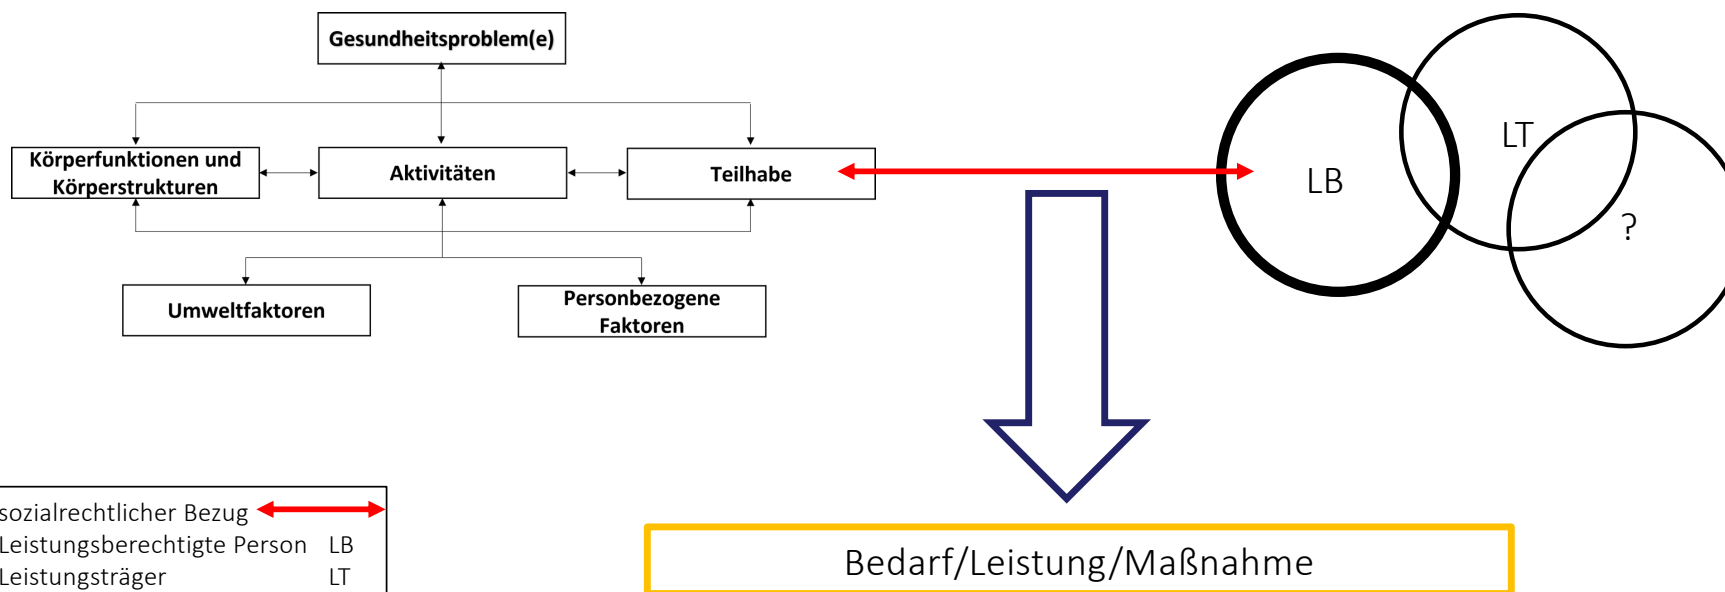 Gesundheitsproblem(e)
Körperfunktionen und
Körperstrukturen
Aktivitäten
Teilhabe
Umweltfaktoren
Personbezogene
Faktoren
LB
LT
?
sozialrechtlicher Bezug
Leistungsberechtigte Person LB
Leistungsträger LT
Bedarf/Leistung/Maßnahme